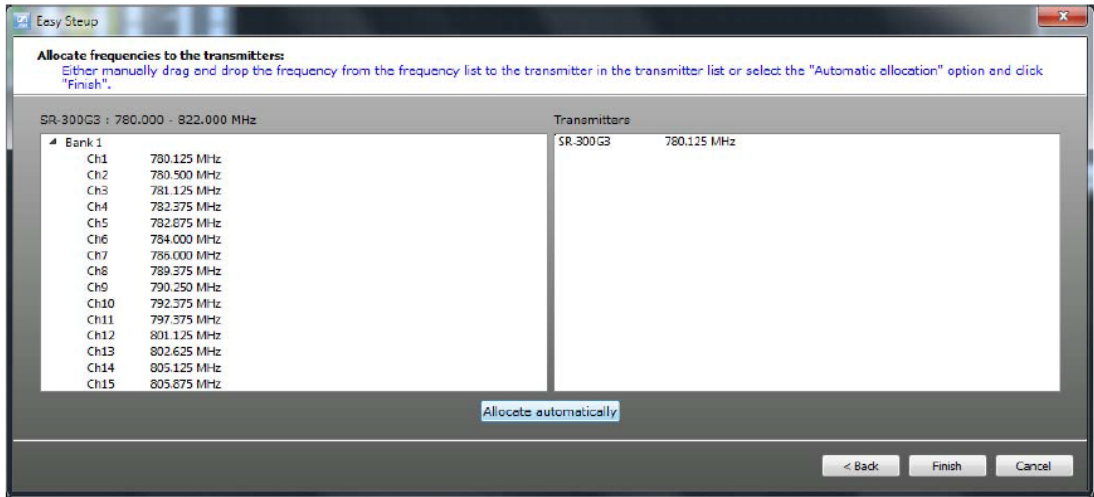 Easy Steup
x
Allocate frequencies to the transmitters:
Either manually drag and drop the frequency from the frequency list to the transmitter in the transmitter list or select the "Automatic allocation" option and click
"Finish".
SR-300G3 : 780.000 - 822.000 MHz
Transmitters
Bank 1
SR-300G3 780.125 MHz
Ch1 780.125 MHz
Ch2 780.500 MHz
Ch3 781.125 MHz
Ch4 782.375 MHz
Ch5 782.875 MHz
Ch6 784.000 MHz
Ch7 786.000 MHz
Ch8 789.375 MHz
Ch9 790.250 MHz
Ch10 792.375 MHz
Ch11 797.375 MHz
Ch12 801.125 MHz
Ch13 802.625 MHz
Ch14 805.125 MHz
Ch15 805.875 MHz
Allocate automatically
< Back
Finish
Cancel